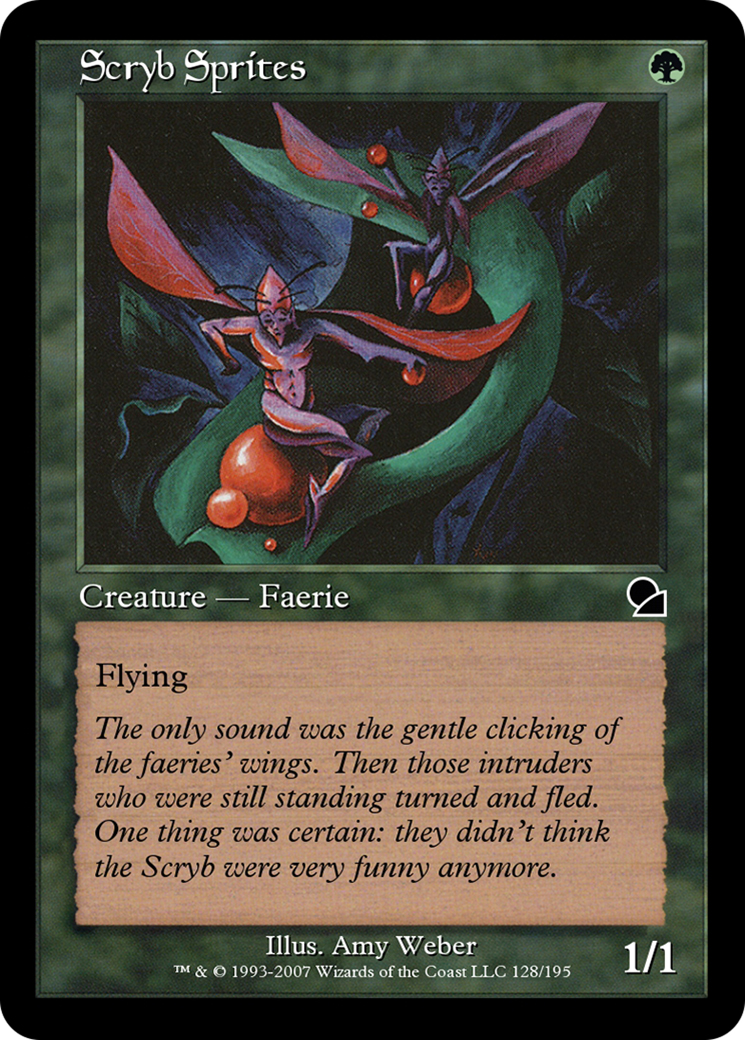 Scryb Sprites
Creature — Faerie
Flying
The only sound was the gentle clicking of
the faeries' wings. Then those intruders
who were still standing turned and fled.
One thing was certain: they didn't think
the Scryb were very funny anymore.
Illus. Amy Weber
™ & © 1993-2007 Wizards of the Coast LLC 128/195
1/1